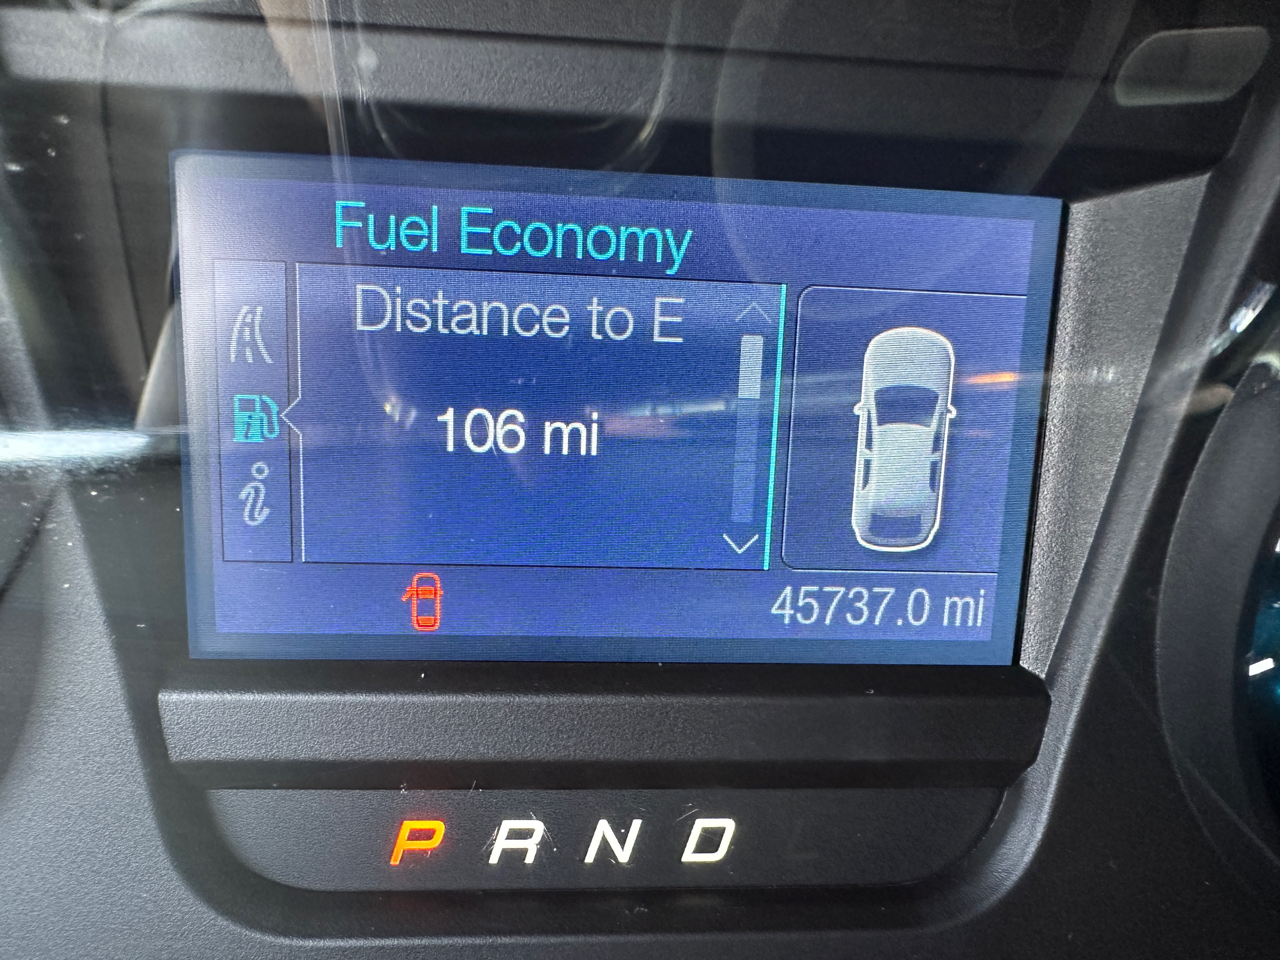 Fuel Economy
Distance to E
106 mi
45737.0 mi
P R N D